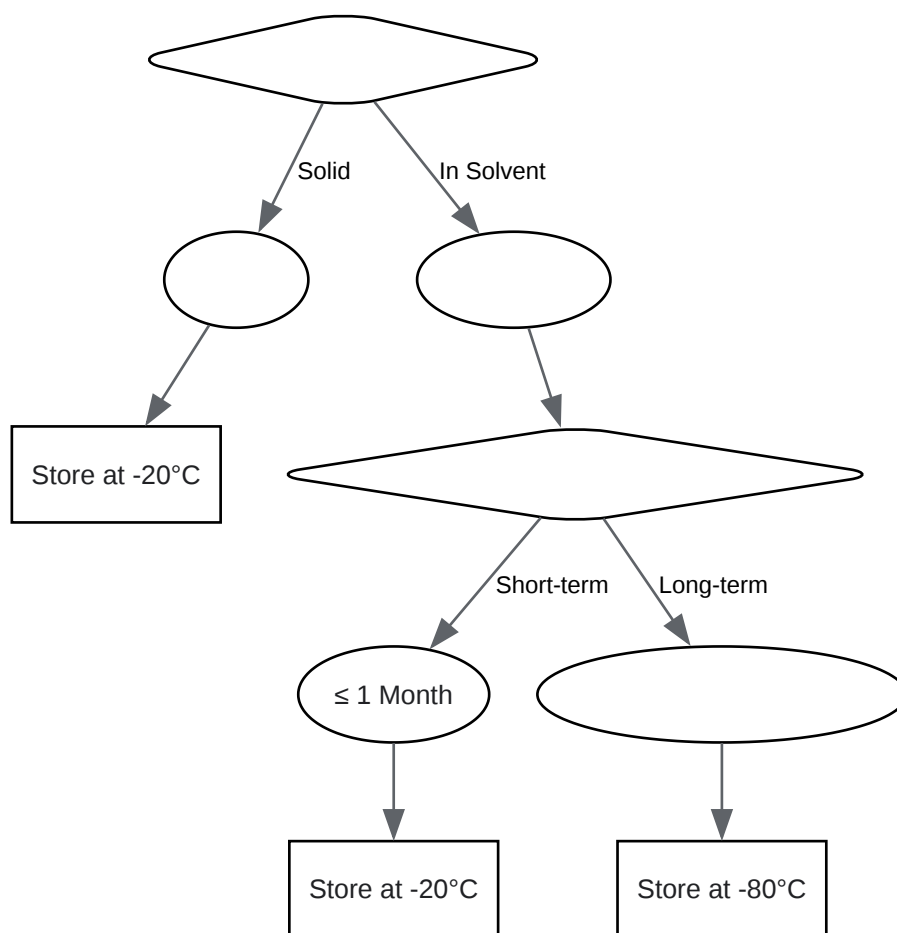 Solid
In Solvent
Store at -20°C
Short-term
Long-term
≤ 1 Month
Store at -20°C
Store at -80°C